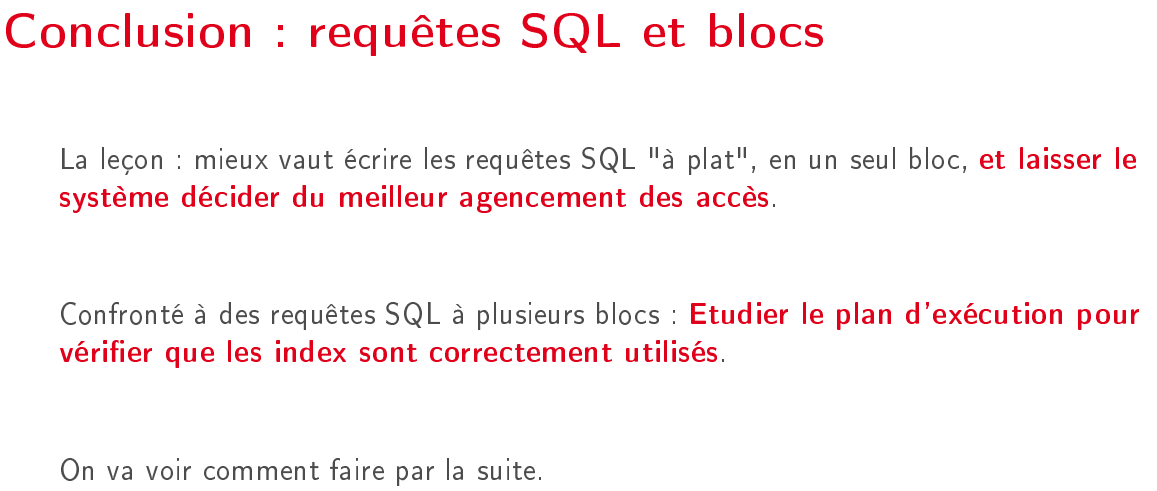 Conclusion : requêtes SQL et blocs
La leçon : mieux vaut écrire les requêtes SQL "à plat", en un seul bloc, et laisser le
système décider du meilleur agencement des accès.
Confronté à des requêtes SQL à plusieurs blocs : Etudier le plan d'exécution pour
vérifier que les index sont correctement utilisés.
On va voir comment faire par la suite.